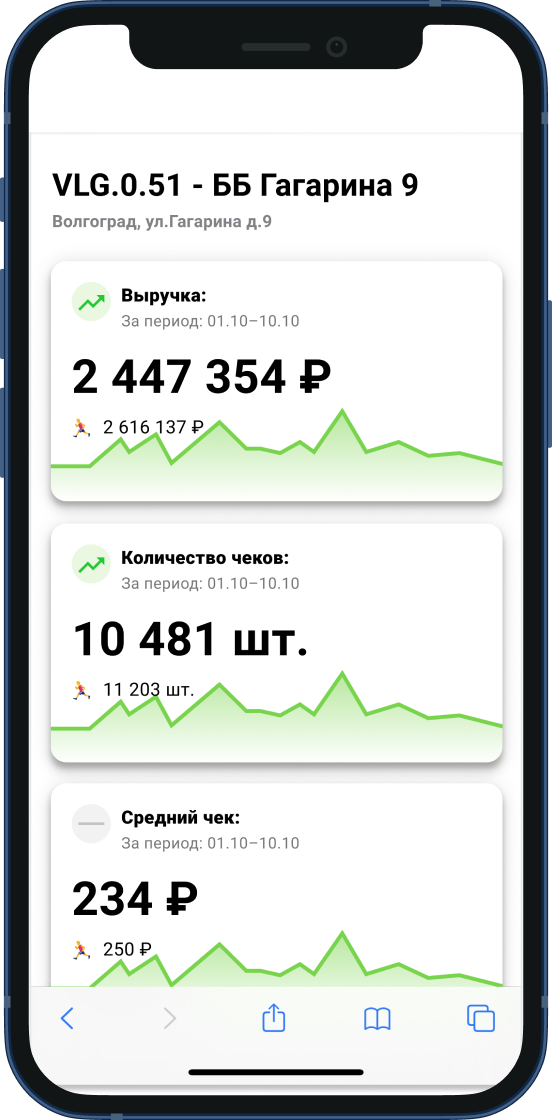 VLG.0.51 - ББ Гагарина 9
Волгоград, ул.Гагарина д.9
Выручка:
За период: 01.10–10.10
2 447 354 ₽
2 616 137 ₽
Количество чеков:
За период: 01.10–10.10
10 481 шт.
11 203 шт.
Средний чек:
За период: 01.10–10.10
234 ₽
250 ₽